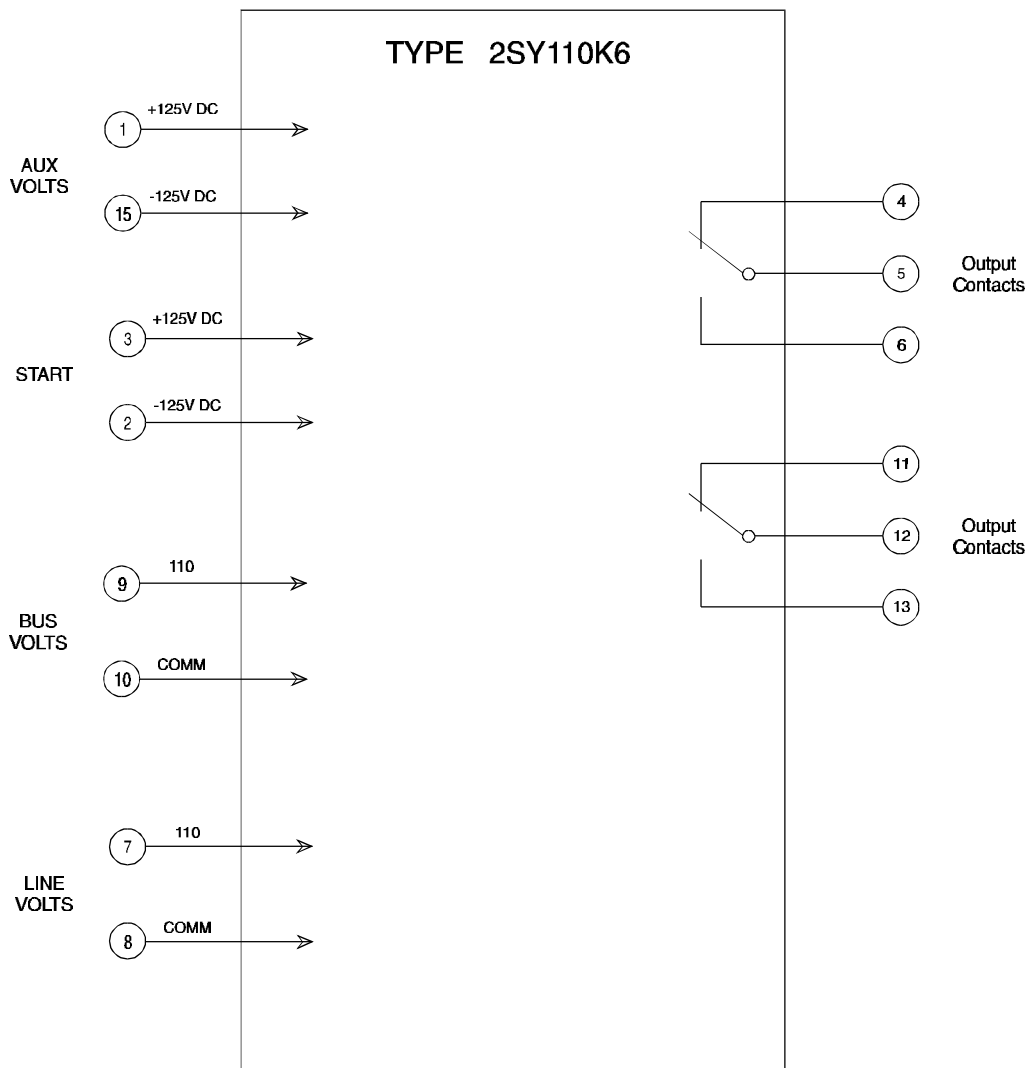 TYPE 2SY110K6
AUX
VOLTS
1
+125V DC
15
-125V DC
START
3
+125V DC
2
-125V DC
BUS
VOLTS
9
110
10
COMM
LINE
VOLTS
7
110
8
COMM
4
5
6
Output
Contacts
11
12
13
Output
Contacts